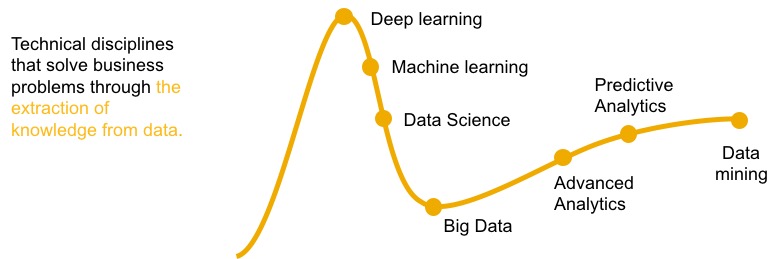 Technical disciplines
that solve business
problems through the
extraction of
knowledge from data.
Deep learning
Machine learning
Data Science
Big Data
Advanced
Analytics
Predictive
Analytics
Data
mining